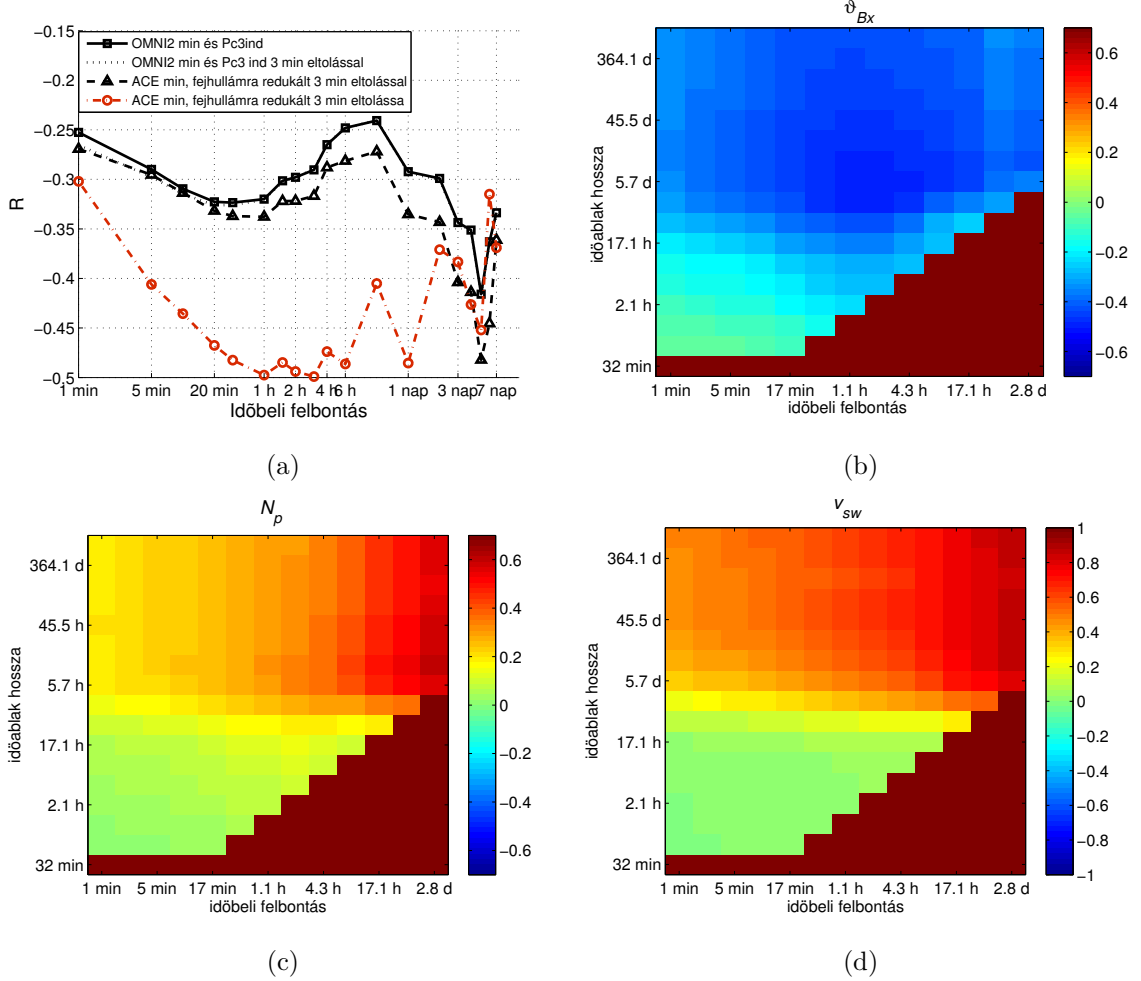 −0.15
−0.2
−0.25
−0.3
−0.35
−0.4
−0.45
−0.5
R
OMNI2 min és Pc3ind
OMNI2 min és Pc3 ind 3 min eltolással
ACE min, fejhullámra redukált 3 min eltolással
ACE min, fejhullámra redukált 3 min eltolássa
1 min 5 min 20 min 1 h 2 h 4 h 6 h 1 nap 3 nap 7 nap
Időbeli felbontás
(a)
ϑBx
364.1 d
45.5 d
5.7 d
17.1 h
2.1 h
32 min
időablak hossza
1 min 5 min 17 min 1.1 h 4.3 h 17.1 h 2.8 d
időbeli felbontás
0.6
0.4
0.2
0
−0.2
−0.4
−0.6
(b)
Np
364.1 d
45.5 h
5.7 h
17.1 h
2.1 h
32 min
időablak hossza
1 min 5 min 17 min 1.1 h 4.3 h 17.1 h 2.8 d
időbeli felbontás
0.6
0.4
0.2
0
−0.2
−0.4
−0.6
(c)
vsw
364.1 d
45.5 d
5.7 d
17.1 h
2.1 h
32 min
időablak hossza
1 min 5 min 17 min 1.1 h 4.3 h 17.1 h 2.8 d
időbeli felbontás
1
0.8
0.6
0.4
0.2
0
−0.2
−0.4
−0.6
−0.8
−1
(d)